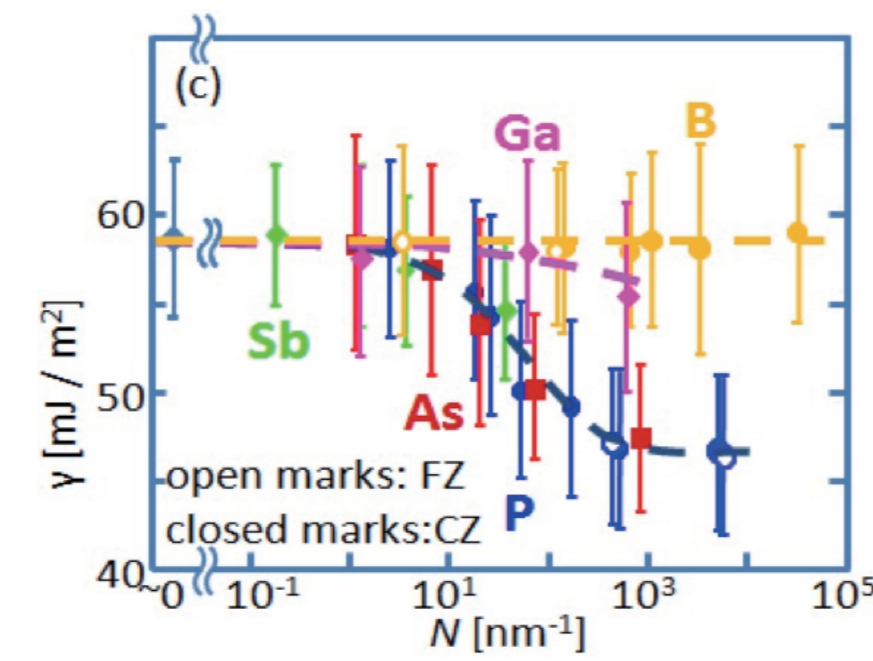 (c)
Ga
B
60
Sb
50
As
γ [mJ / m²]
open marks: FZ
P
closed marks:CZ
40
~0 10⁻¹ 10¹ 10³ 10⁵
N [nm⁻¹]